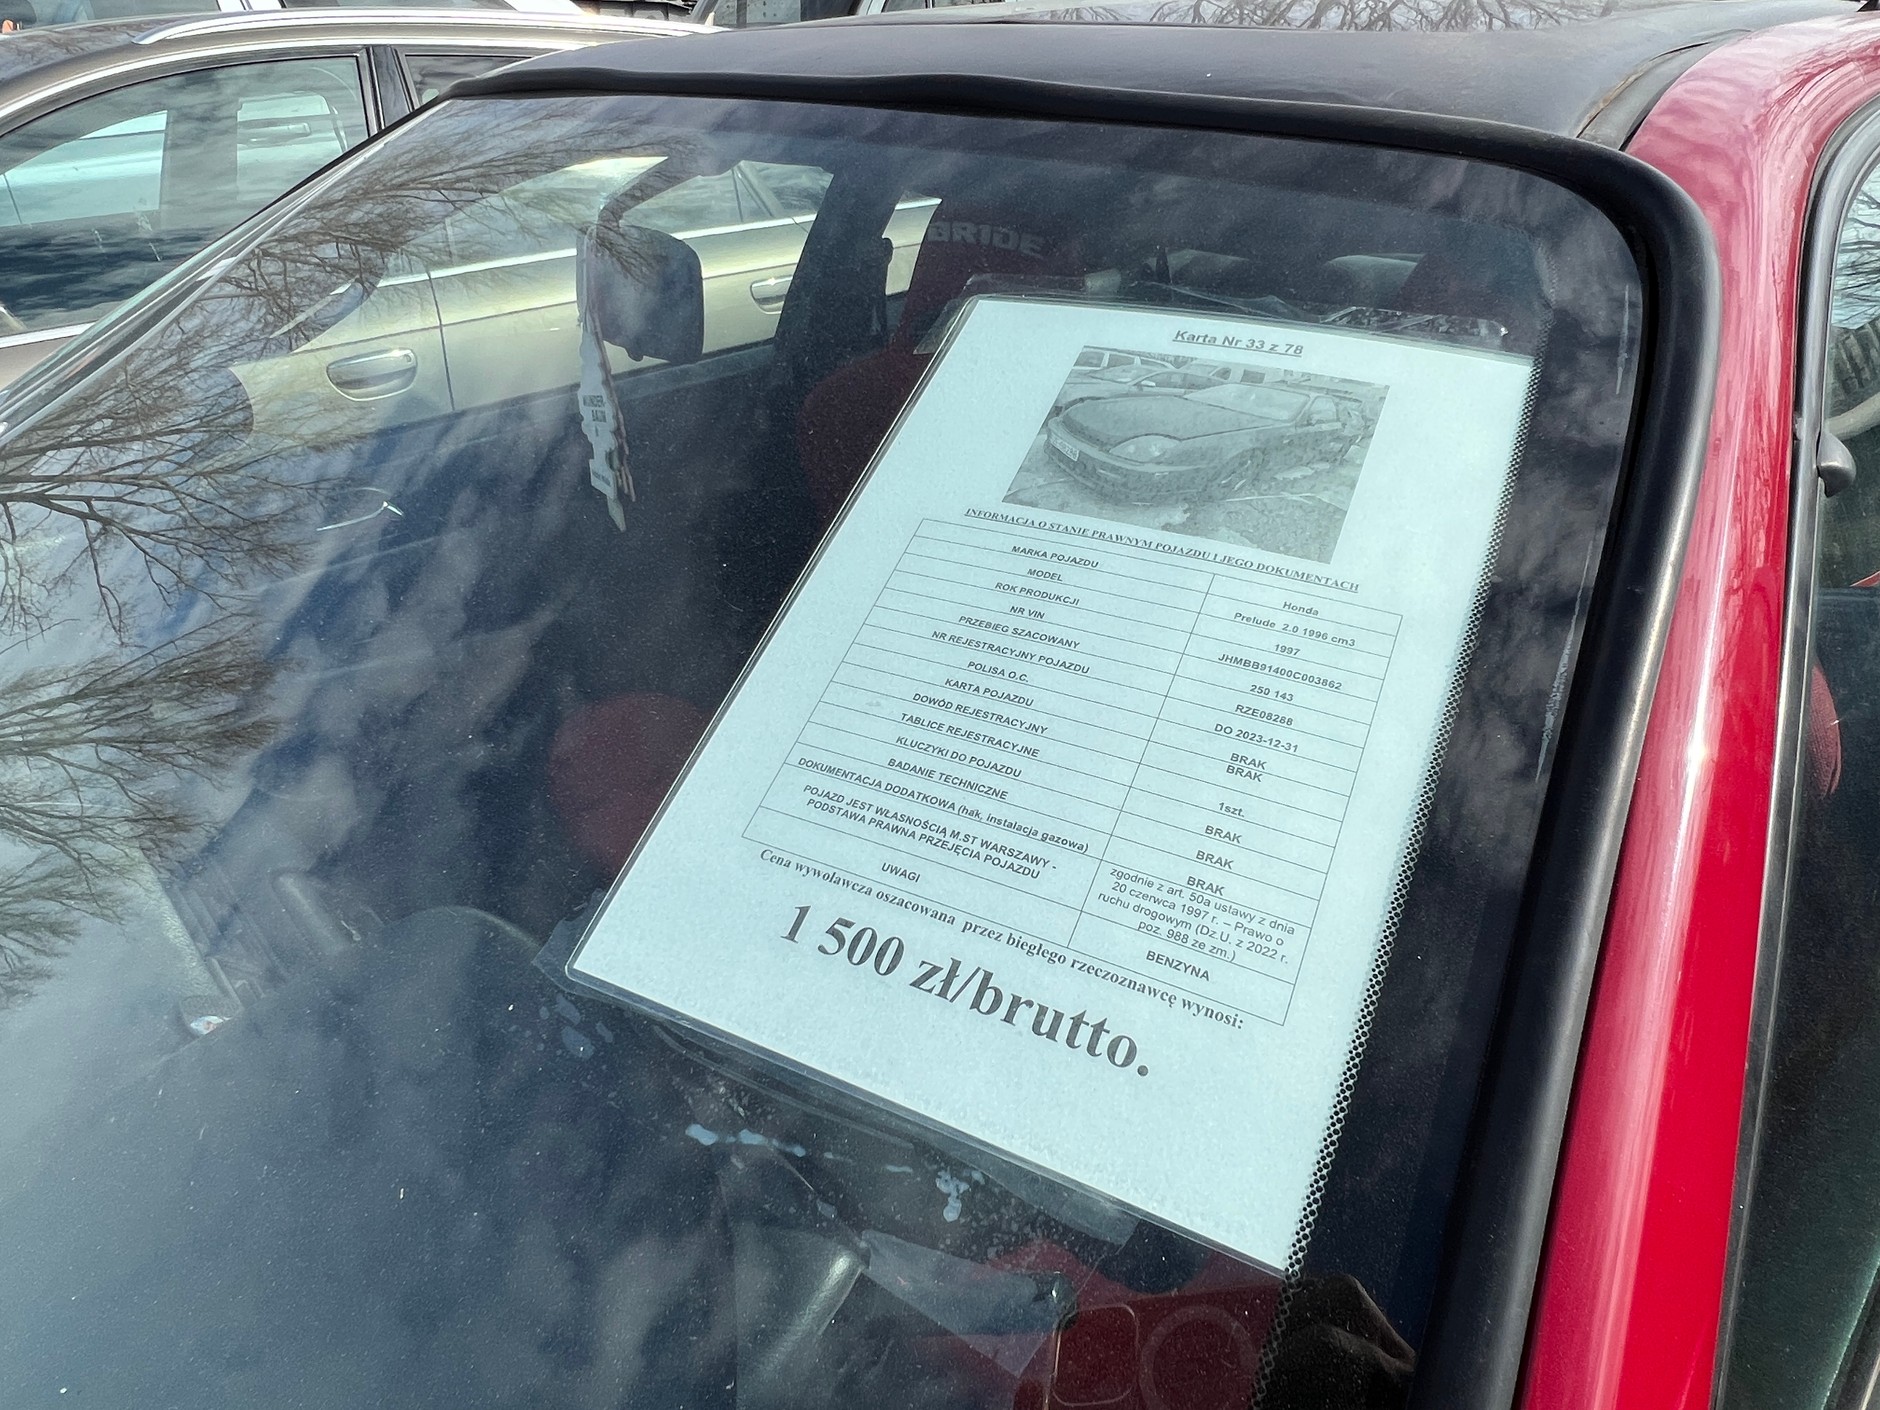 BRIDE
WUNDER-
BAUM
Karta Nr 33 z 78
INFORMACJA O STANIE PRAWNYM POJAZDU I JEGO DOKUMENTACH
MARKA POJAZDU Honda
MODEL Prelude 2.0 1996 cm3
ROK PRODUKCJI 1997
NR VIN JHMBB91400C003862
PRZEBIEG SZACOWANY 250 143
NR REJESTRACYJNY POJAZDU RZE08288
POLISA O.C. DO 2023-12-31
KARTA POJAZDU BRAK
DOWÓD REJESTRACYJNY BRAK
TABLICE REJESTRACYJNE 1szt.
KLUCZYKI DO POJAZDU BRAK
BADANIE TECHNICZNE BRAK
DOKUMENTACJA DODATKOWA (hak, instalacja gazowa) BRAK
POJAZD JEST WŁASNOŚCIĄ M.ST WARSZAWY -
PODSTAWA PRAWNA PRZEJĘCIA POJAZDU
zgodnie z art. 50a ustawy z dnia
20 czerwca 1997 r. – Prawo o
ruchu drogowym (Dz.U. z 2022 r.
poz. 988 ze zm.)
UWAGI BENZYNA
Cena wywoławcza oszacowana przez biegłego rzeczoznawcę wynosi:
1 500 zł/brutto.